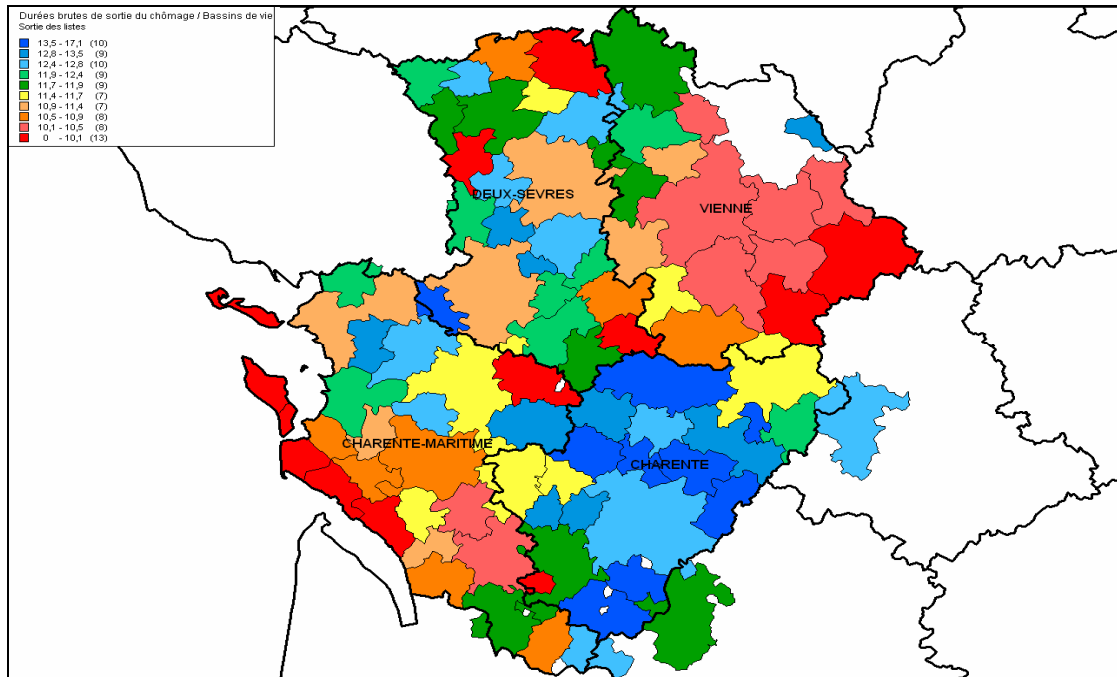 Durées brutes de sortie du chômage / Bassins de vie
Sortie des listes
13,5 - 17,1 (10)
12,8 - 13,5 (9)
12,4 - 12,8 (10)
11,9 - 12,4 (9)
11,7 - 11,9 (9)
11,4 - 11,7 (7)
10,9 - 11,4 (7)
10,5 - 10,9 (8)
10,1 - 10,5 (8)
0 - 10,1 (13)
DEUX-SEVRES
VIENNE
CHARENTE-MARITIME
CHARENTE